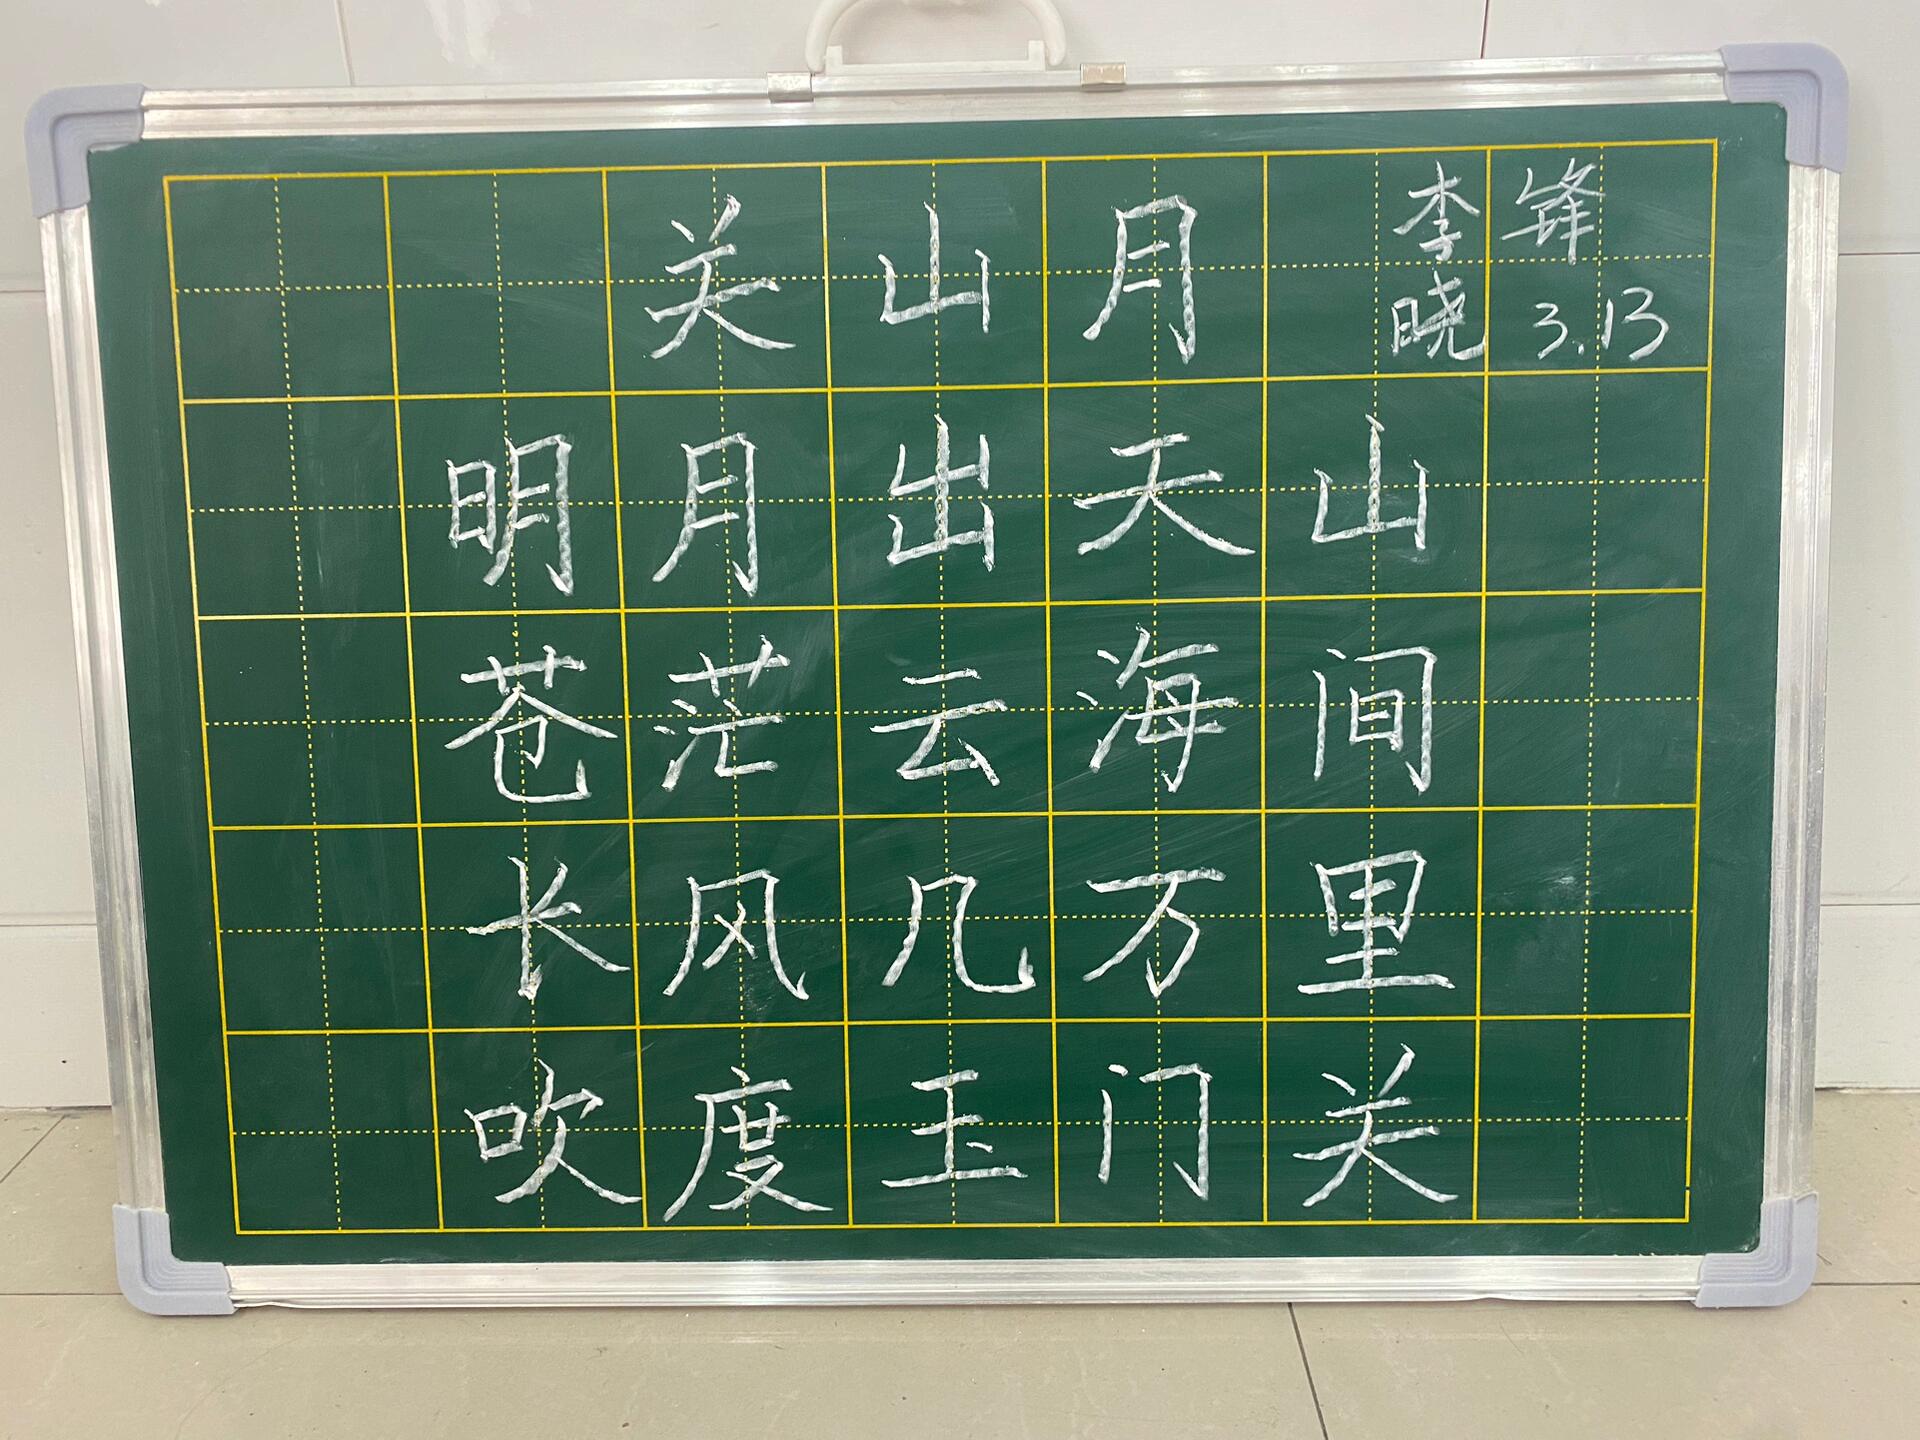 关山月
李晓锋
3.13
明月出天山
苍茫云海间
长风几万里
吹度玉门关